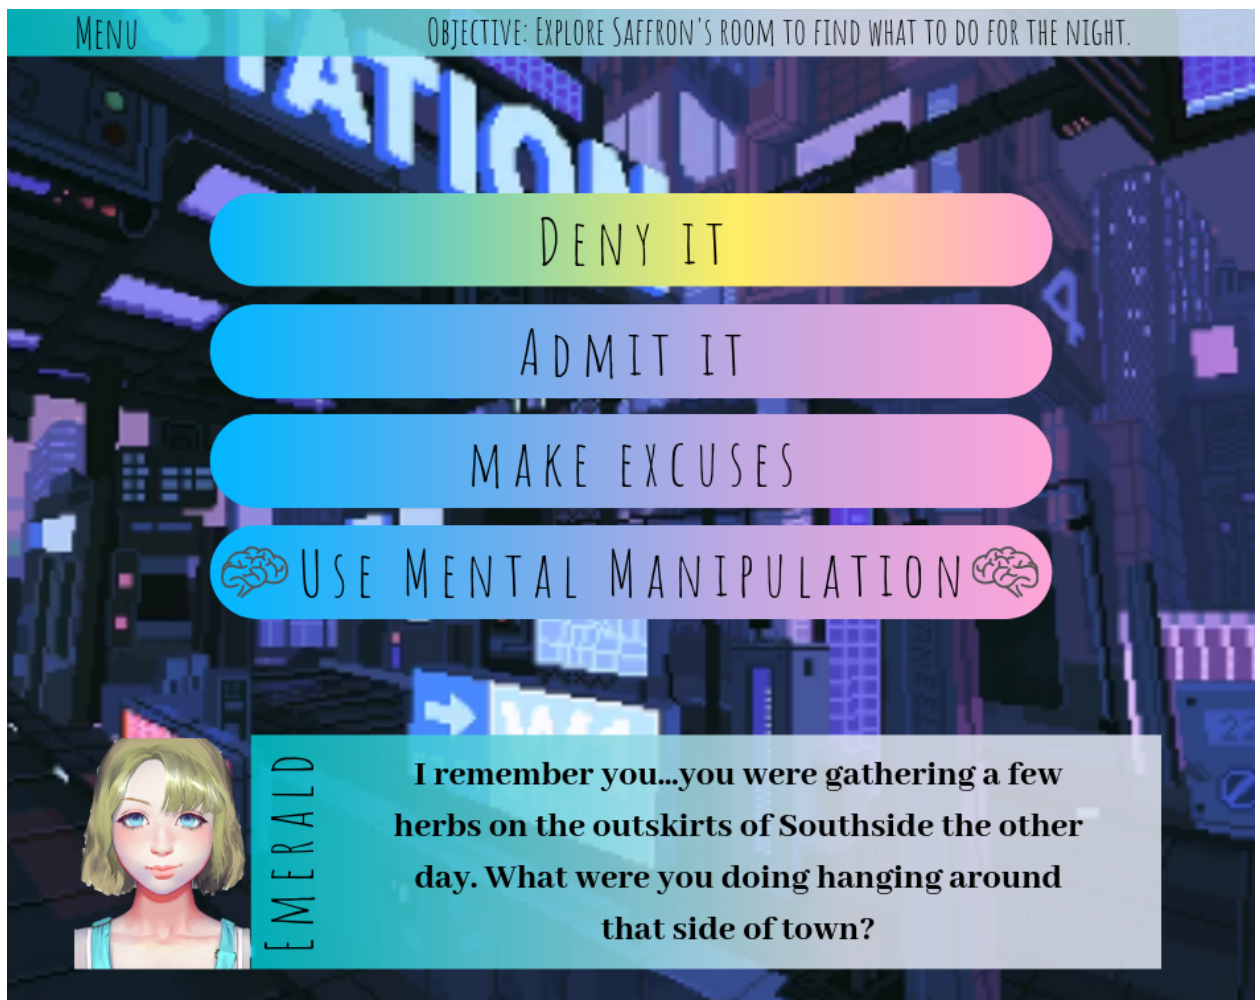 MENU
OBJECTIVE: EXPLORE SAFFRON'S ROOM TO FIND WHAT TO DO FOR THE NIGHT.
STATION
DENY IT
ADMIT IT
MAKE EXCUSES
USE MENTAL MANIPULATION
EMERALD
I remember you...you were gathering a few
herbs on the outskirts of Southside the other
day. What were you doing hanging around
that side of town?